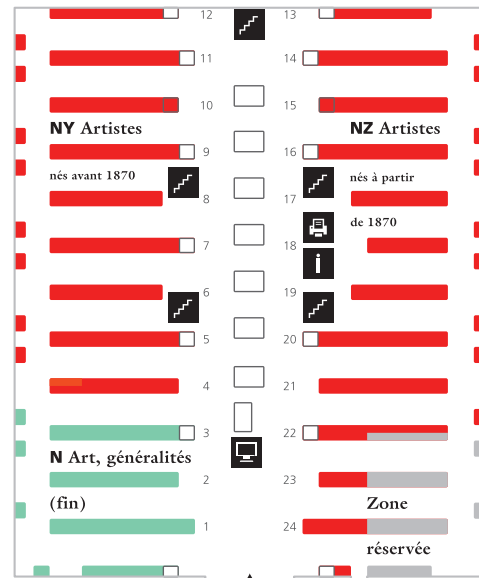 12 13
11 14
10 15
NY Artistes NZ Artistes
9 16
nés avant 1870 nés à partir
8 17
de 1870
7 18
i
6 19
5 20
4 21
3 22
N Art, généralités
2 23
(fin) Zone
1 24
réservée